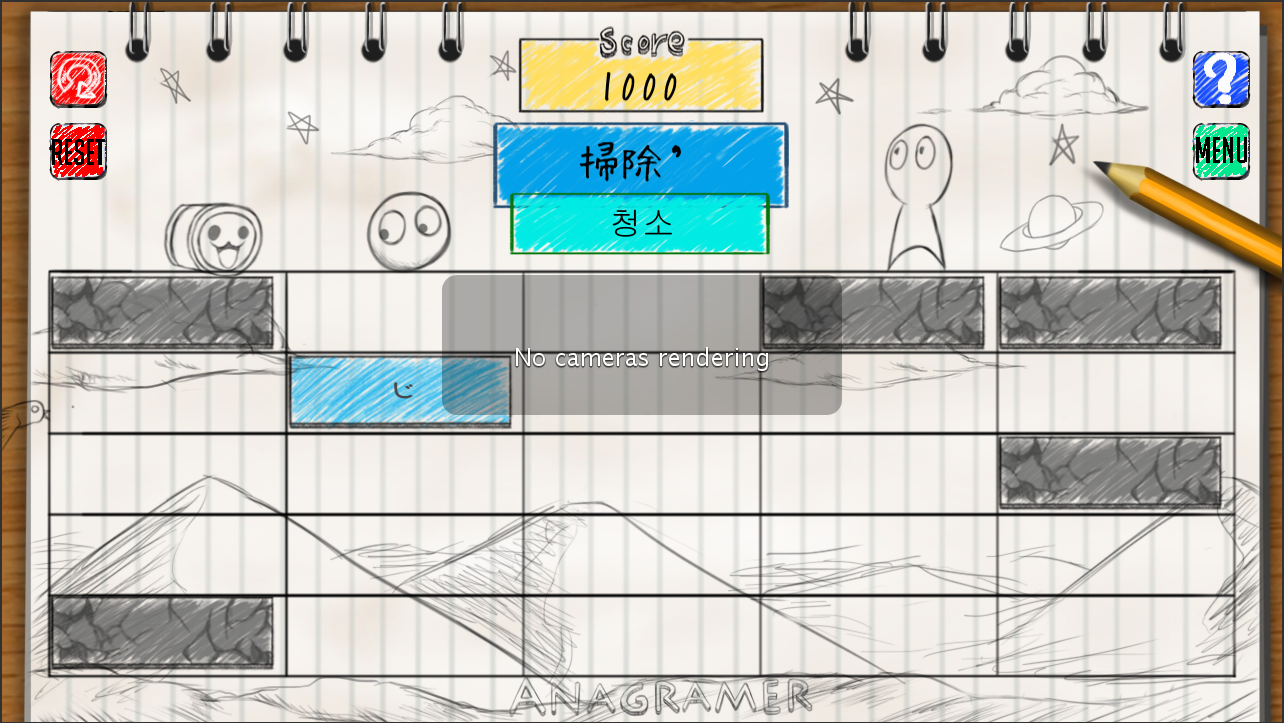 Score
1000
RESET
掃除’
MENU
청소
No cameras rendering
じ
ANAGRAMER